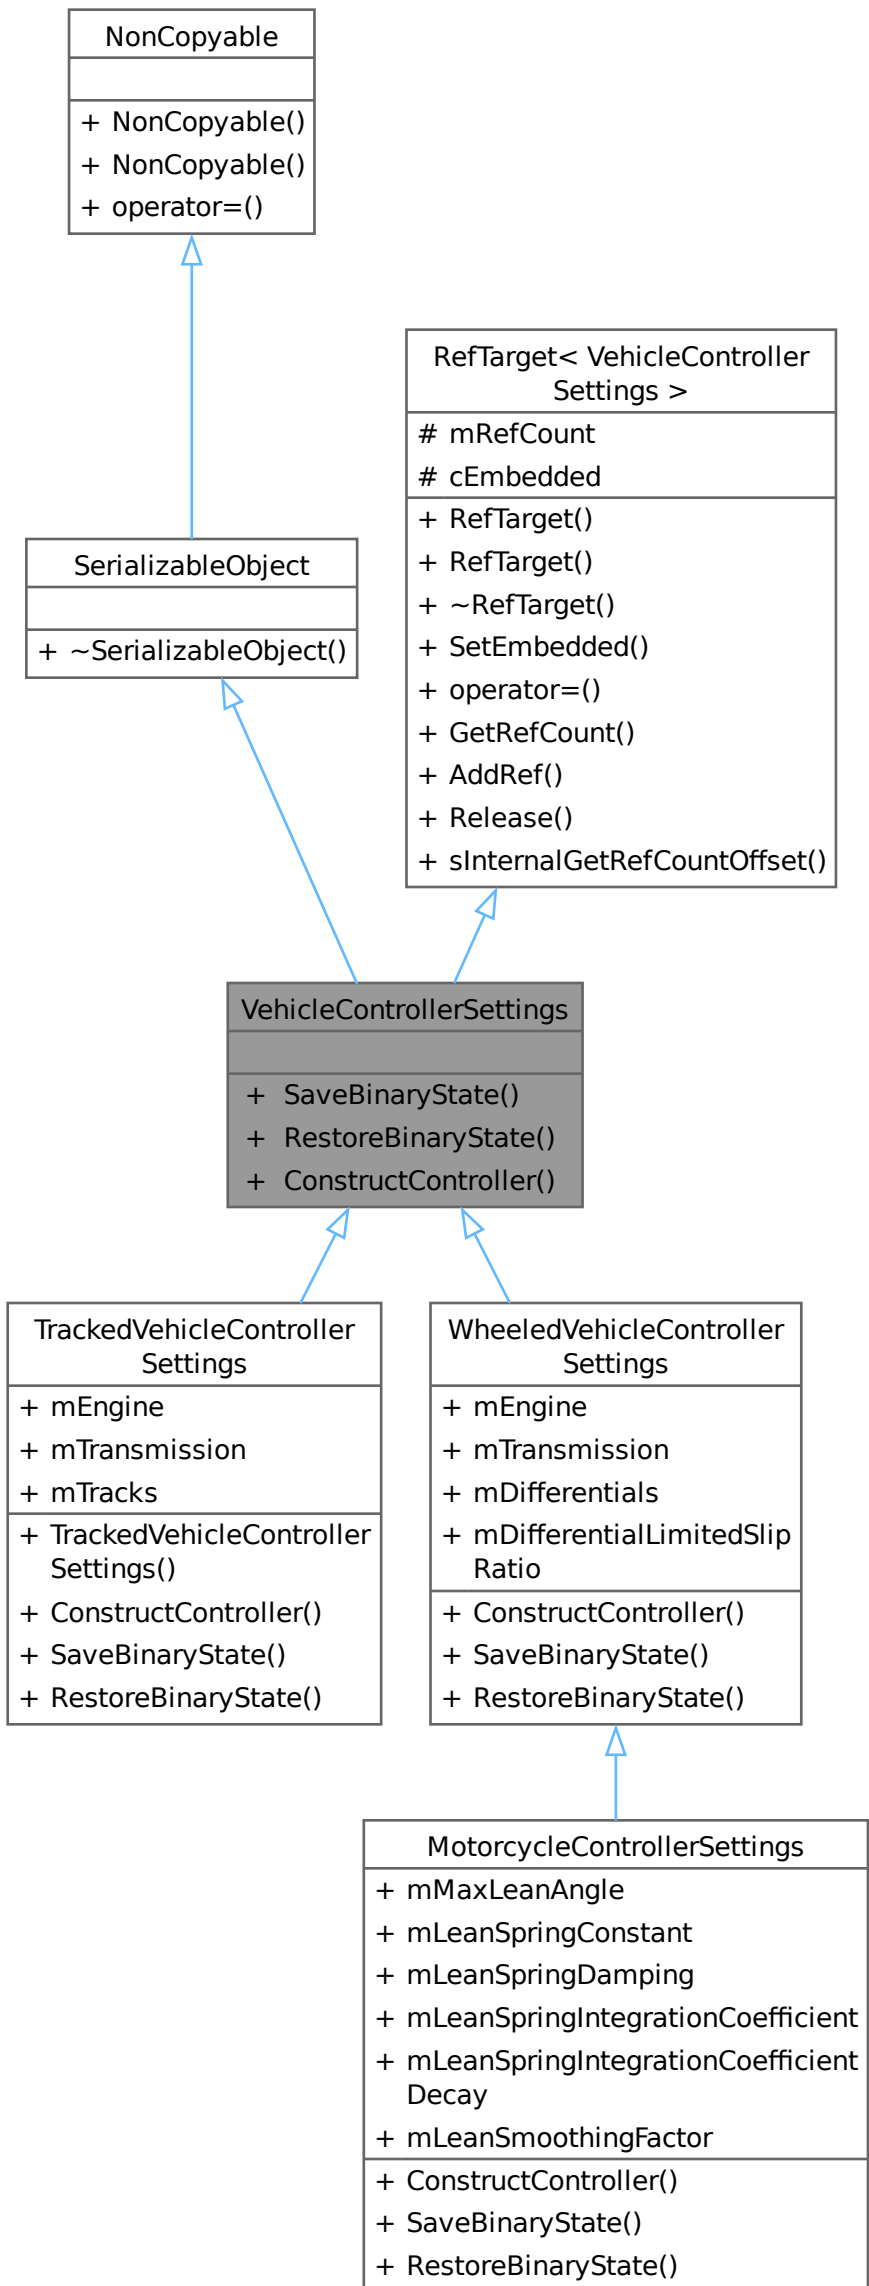 NonCopyable
+ NonCopyable()
+ NonCopyable()
+ operator=()
RefTarget< VehicleController
Settings >
# mRefCount
# cEmbedded
+ RefTarget()
+ RefTarget()
+ ~RefTarget()
+ SetEmbedded()
+ operator=()
+ GetRefCount()
+ AddRef()
+ Release()
+ sInternalGetRefCountOffset()
SerializableObject
+ ~SerializableObject()
VehicleControllerSettings
+ SaveBinaryState()
+ RestoreBinaryState()
+ ConstructController()
TrackedVehicleController
Settings
+ mEngine
+ mTransmission
+ mTracks
+ TrackedVehicleController
Settings()
+ ConstructController()
+ SaveBinaryState()
+ RestoreBinaryState()
WheeledVehicleController
Settings
+ mEngine
+ mTransmission
+ mDifferentials
+ mDifferentialLimitedSlip
Ratio
+ ConstructController()
+ SaveBinaryState()
+ RestoreBinaryState()
MotorcycleControllerSettings
+ mMaxLeanAngle
+ mLeanSpringConstant
+ mLeanSpringDamping
+ mLeanSpringIntegrationCoefficient
+ mLeanSpringIntegrationCoefficient
Decay
+ mLeanSmoothingFactor
+ ConstructController()
+ SaveBinaryState()
+ RestoreBinaryState()